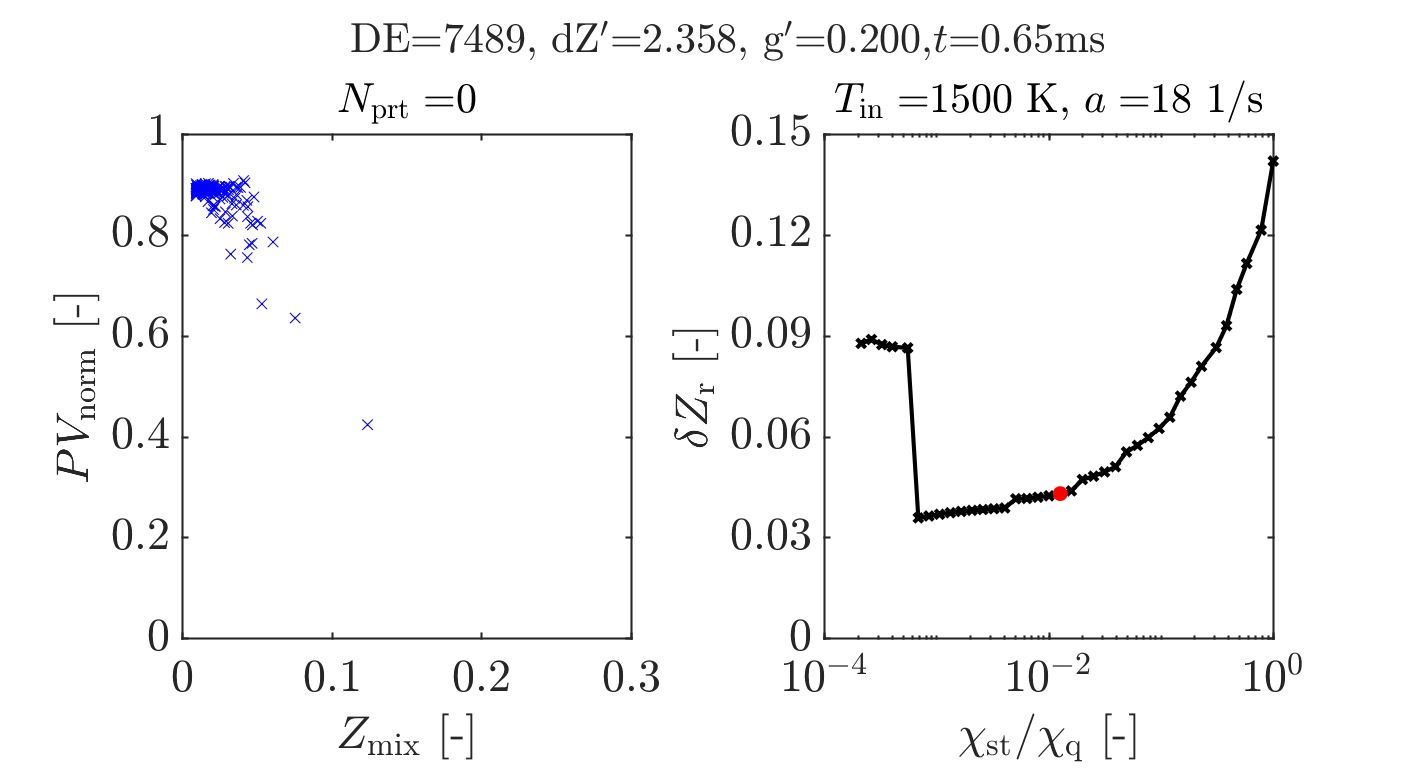 DE=7489, dZ′=2.358, g′=0.200,t=0.65ms
N_prt =0
1
0.8
0.6
0.4
0.2
0
PV_norm [-]
0 0.1 0.2 0.3
Z_mix [-]
T_in =1500 K, a =18 1/s
0.15
0.12
0.09
0.06
0.03
0
δZ_r [-]
10^−4 10^−2 10^0
χ_st/χ_q [-]